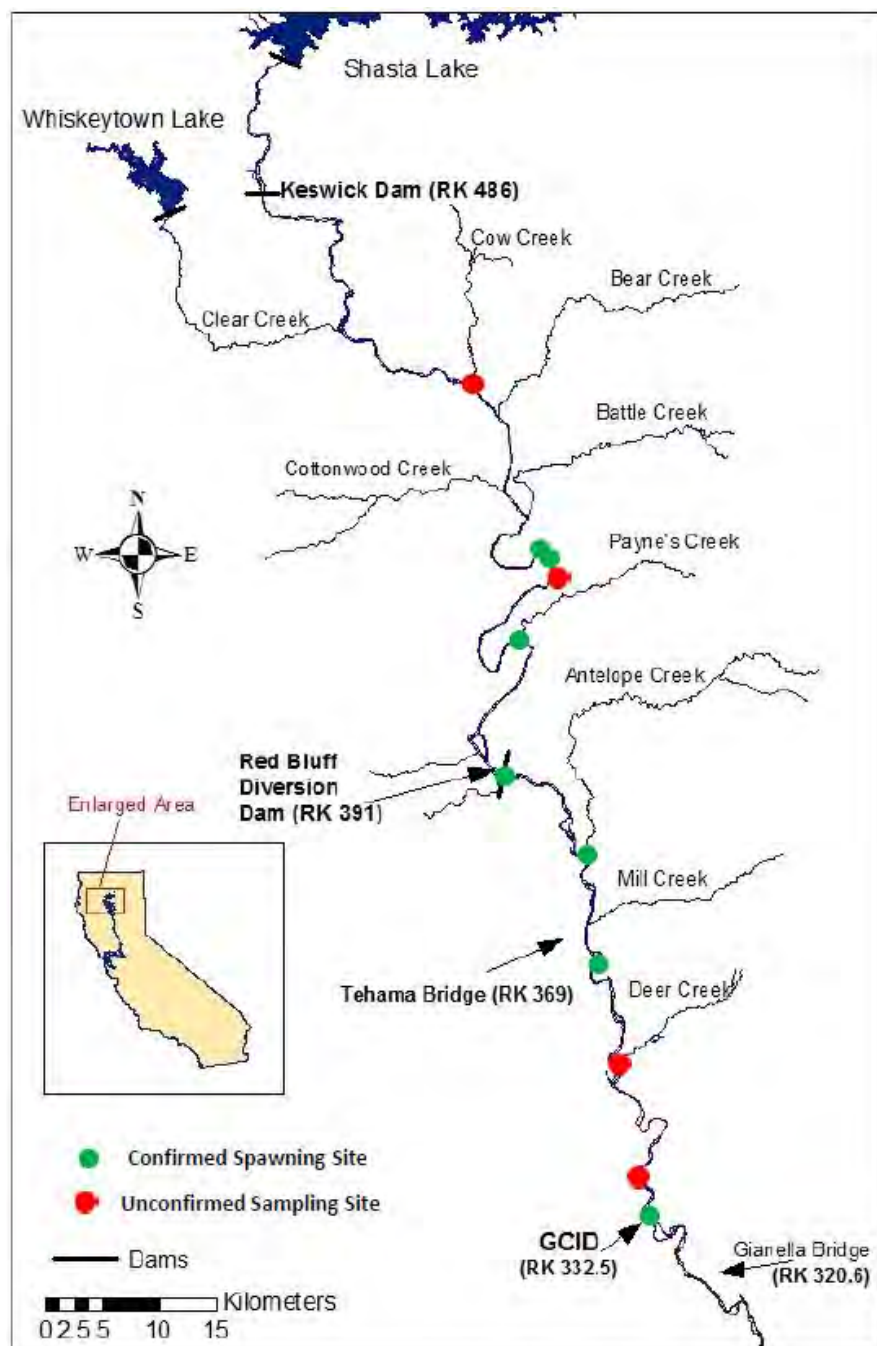 Shasta Lake
Whiskeytown Lake
Keswick Dam (RK 486)
Cow Creek
Bear Creek
Clear Creek
Battle Creek
Cottonwood Creek
N
W
E
S
Payne's Creek
Antelope Creek
Red Bluff
Diversion
Dam (RK 391)
Enlarged Area
Mill Creek
Tehama Bridge (RK 369)
Deer Creek
Confirmed Spawning Site
Unconfirmed Sampling Site
GCID
(RK 332.5)
Gianella Bridge
(RK 320.6)
Dams
Kilometers
0 2.5 5 10 15